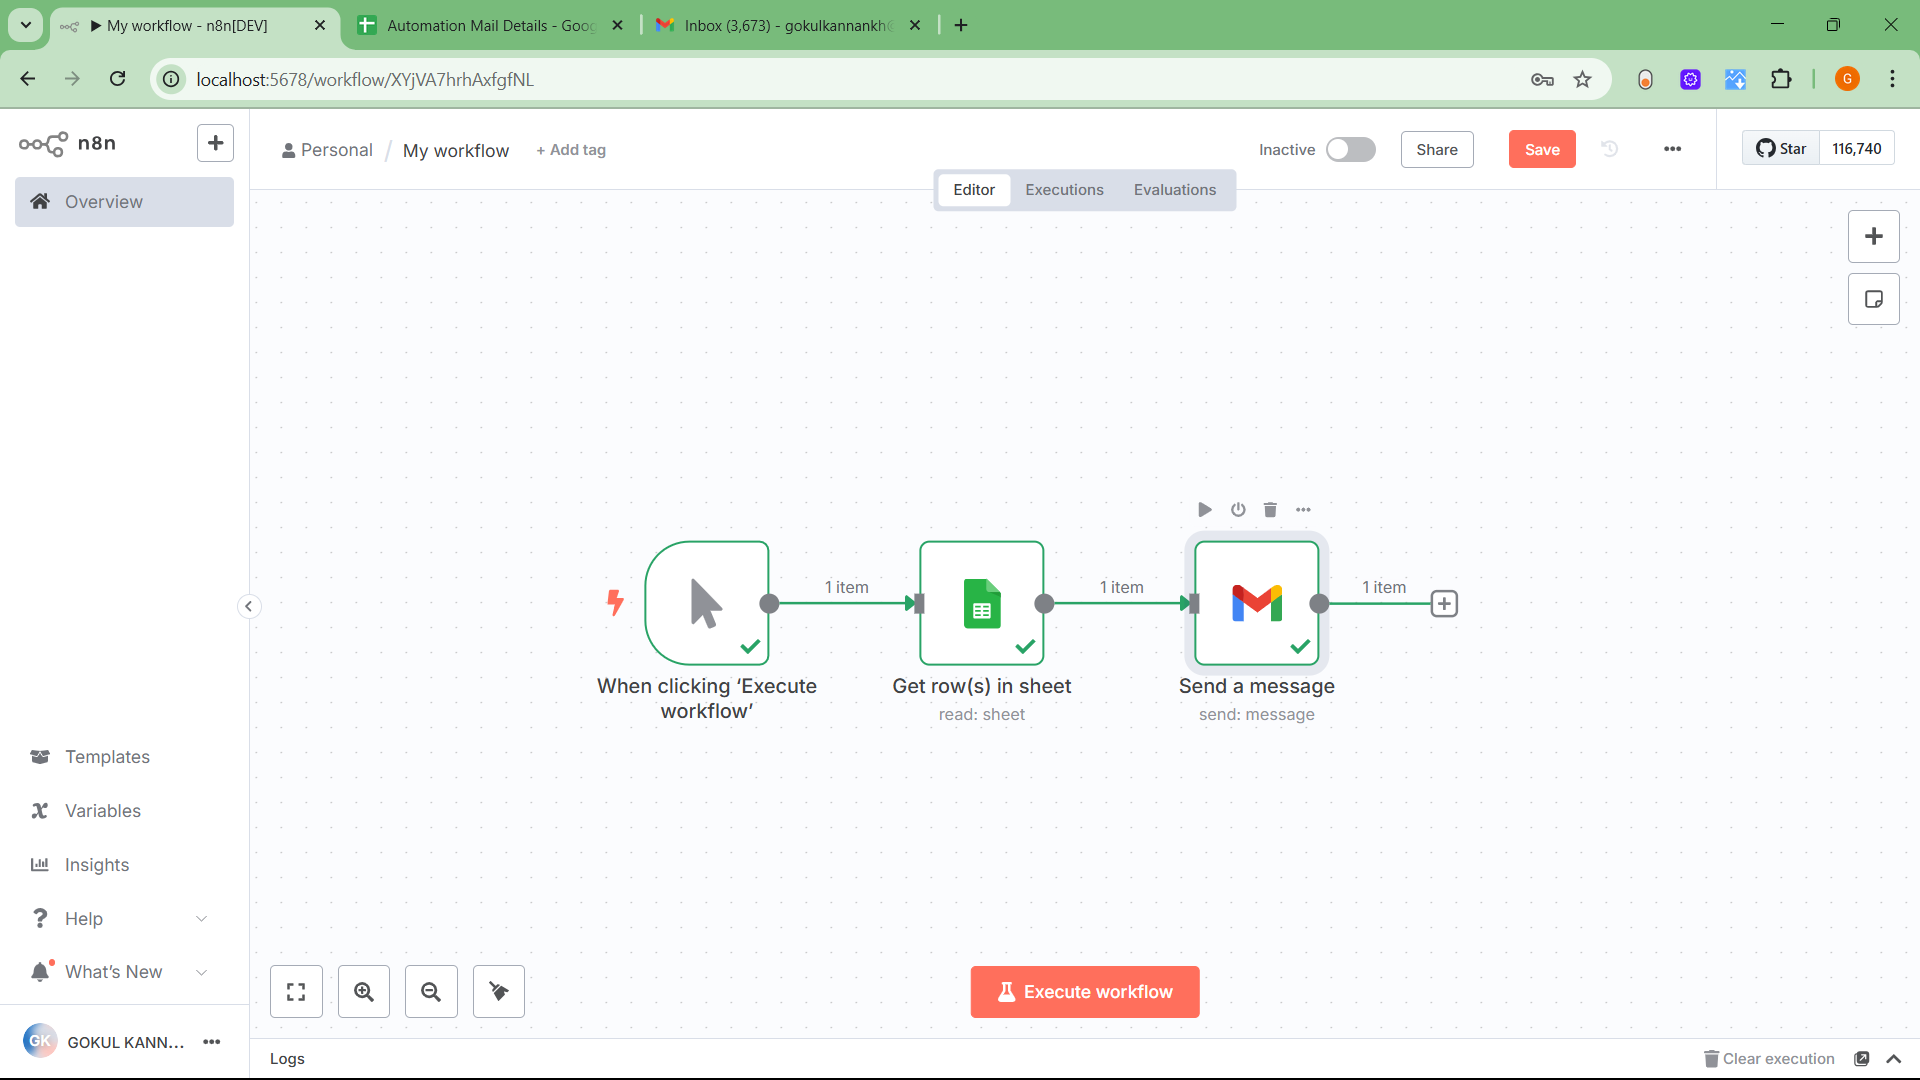 My workflow - n8n[DEV]
Automation Mail Details - Goog
Inbox (3,673) - gokulkannankh@
localhost:5678/workflow/XYjVA7hrhAxfgfNL
G
n8n
Personal / My workflow + Add tag
Inactive
Share
Save
Star
116,740
Editor
Executions
Evaluations
Overview
1 item
1 item
1 item
When clicking ‘Execute
workflow’
Get row(s) in sheet
read: sheet
Send a message
send: message
Templates
Variables
Insights
Help
What’s New
Execute workflow
GK
GOKUL KANN...
Logs
Clear execution